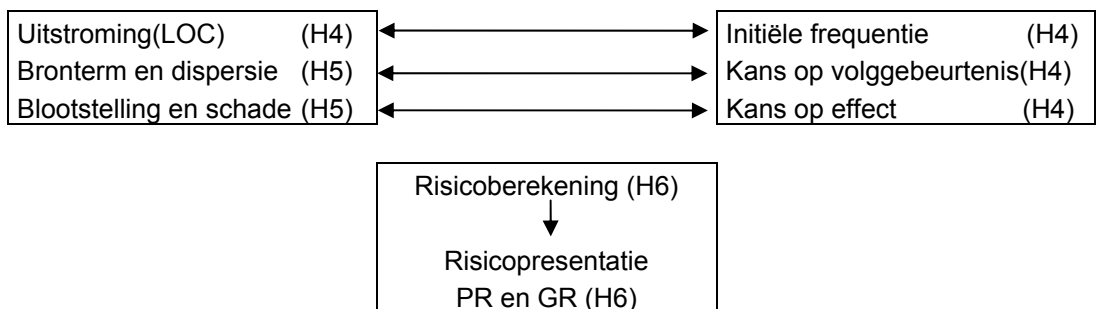 Uitstroming(LOC) (H4)
Bronterm en dispersie (H5)
Blootstelling en schade (H5)
Initiële frequentie (H4)
Kans op volggebeurtenis(H4)
Kans op effect (H4)
Risicoberekening (H6)
Risicopresentatie
PR en GR (H6)